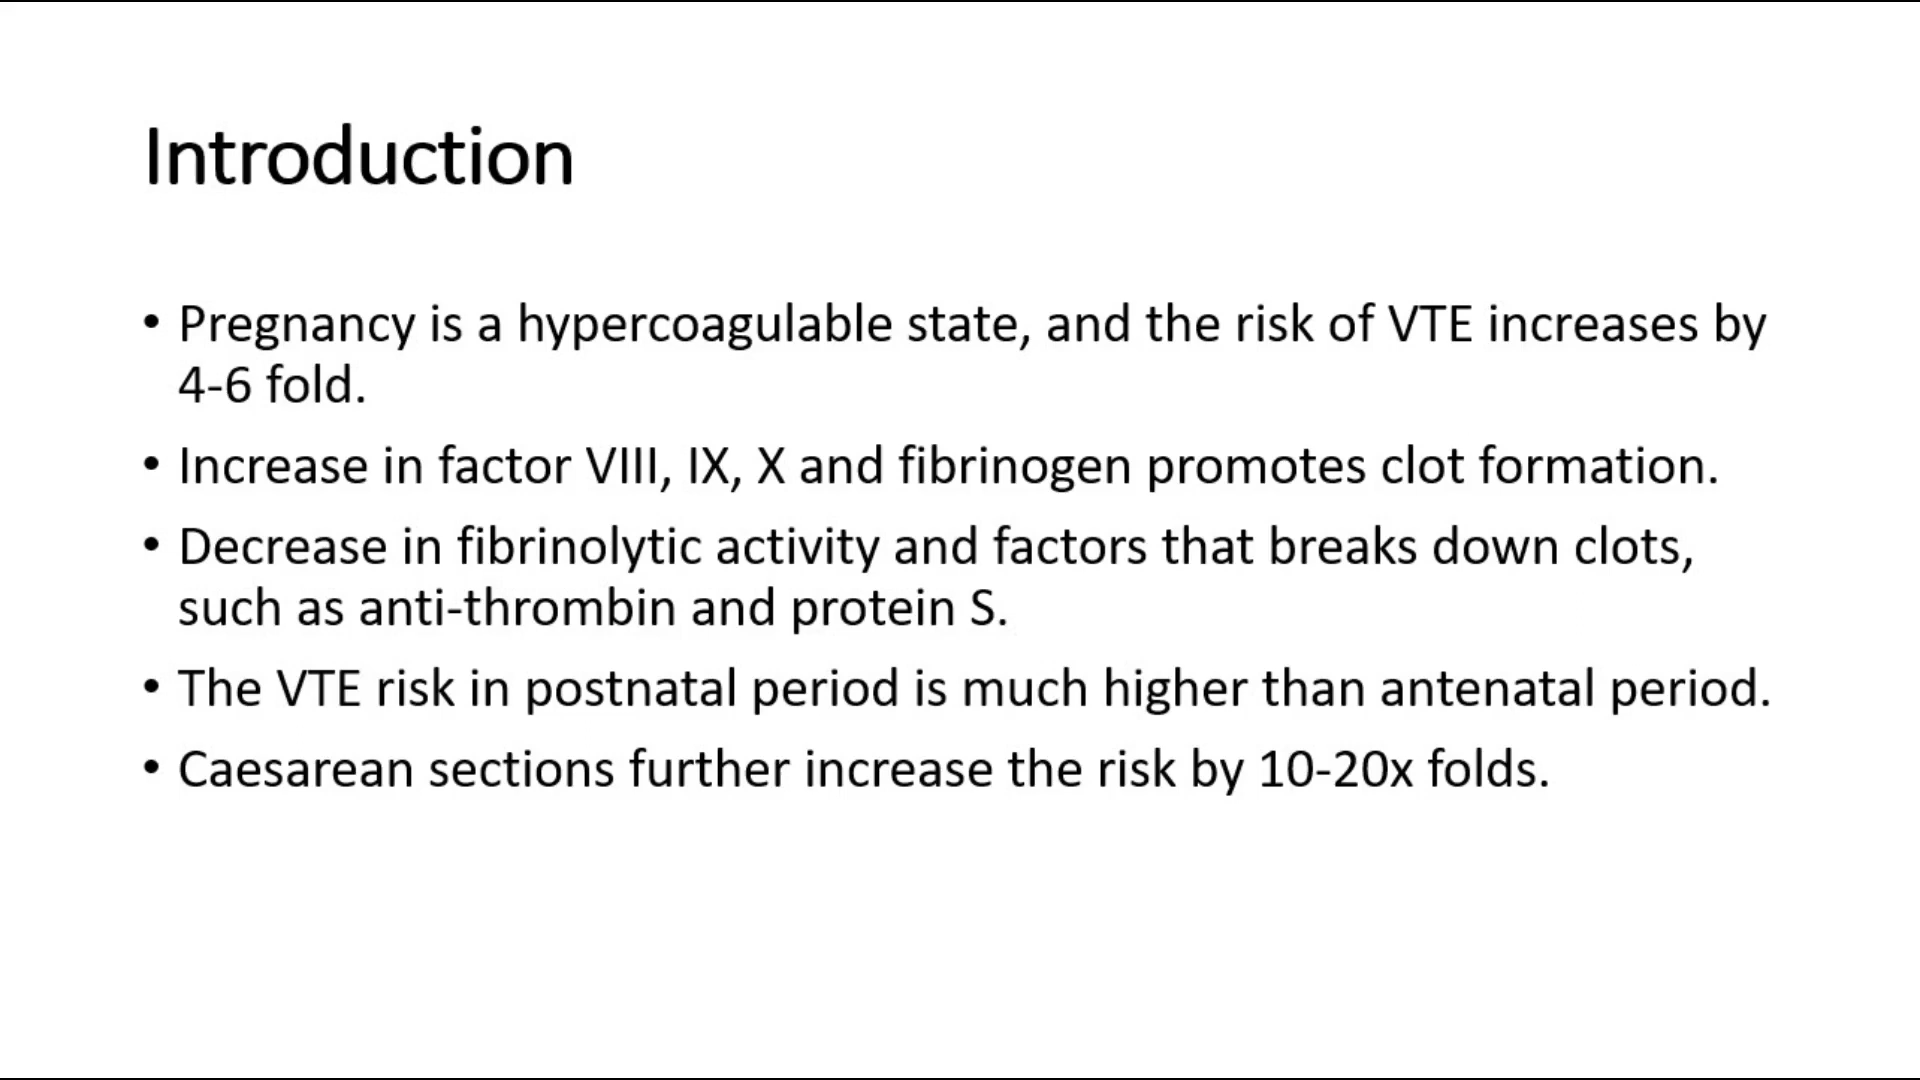 Introduction
• Pregnancy is a hypercoagulable state, and the risk of VTE increases by
4-6 fold.
• Increase in factor VIII, IX, X and fibrinogen promotes clot formation.
• Decrease in fibrinolytic activity and factors that breaks down clots,
such as anti-thrombin and protein S.
• The VTE risk in postnatal period is much higher than antenatal period.
• Caesarean sections further increase the risk by 10-20x folds.